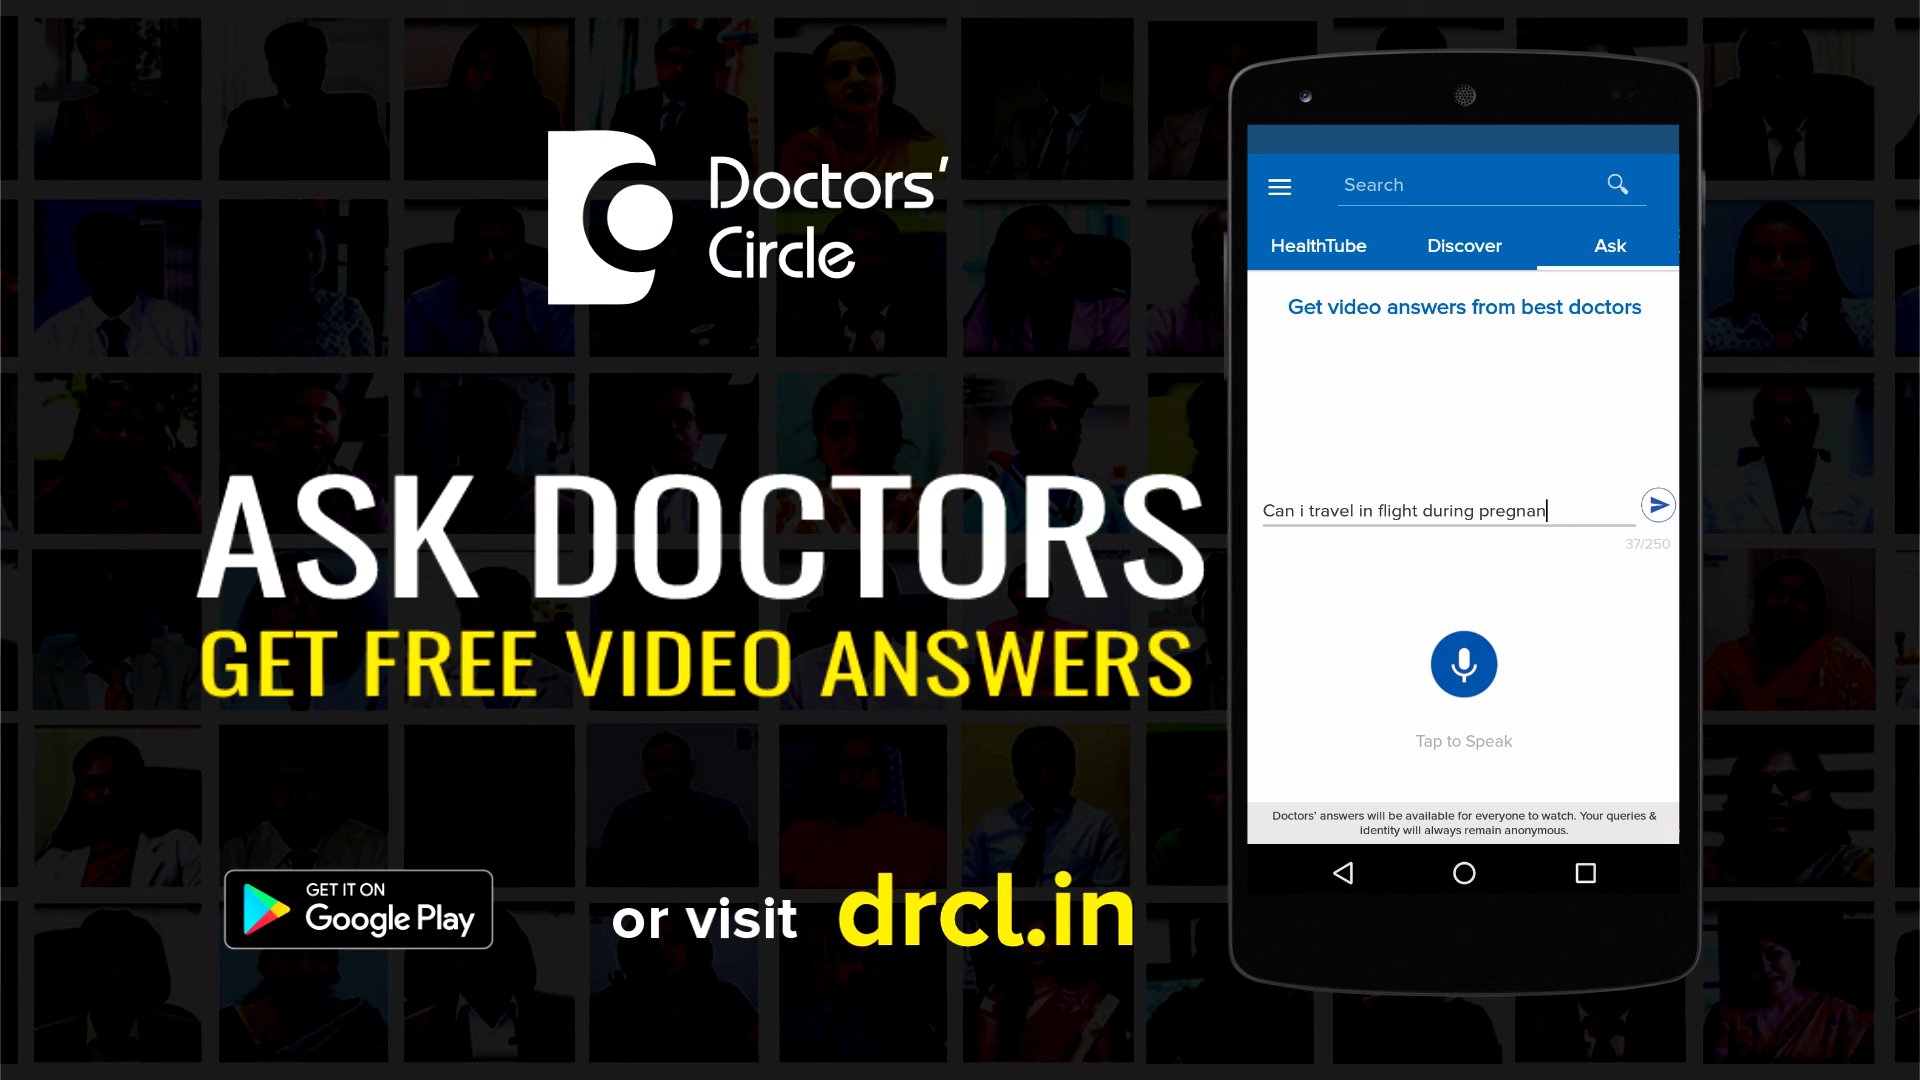 Doctors'
Circle
ASK DOCTORS
GET FREE VIDEO ANSWERS
GET IT ON
Google Play
or visit drcl.in
Search
HealthTube Discover Ask
Get video answers from best doctors
Can i travel in flight during pregnan
37/250
Tap to Speak
Doctors' answers will be available for everyone to watch. Your queries &
identity will always remain anonymous.